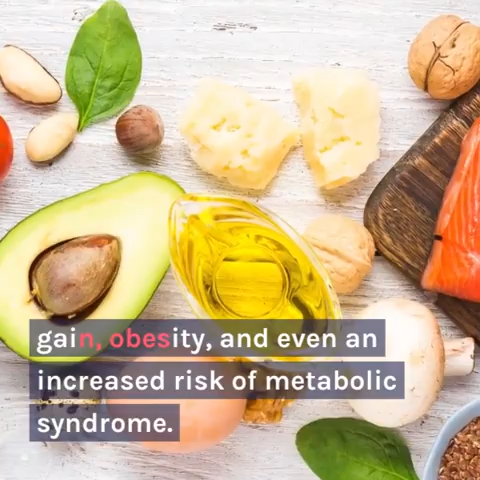 gain, obesity, and even an
increased risk of metabolic
syndrome.